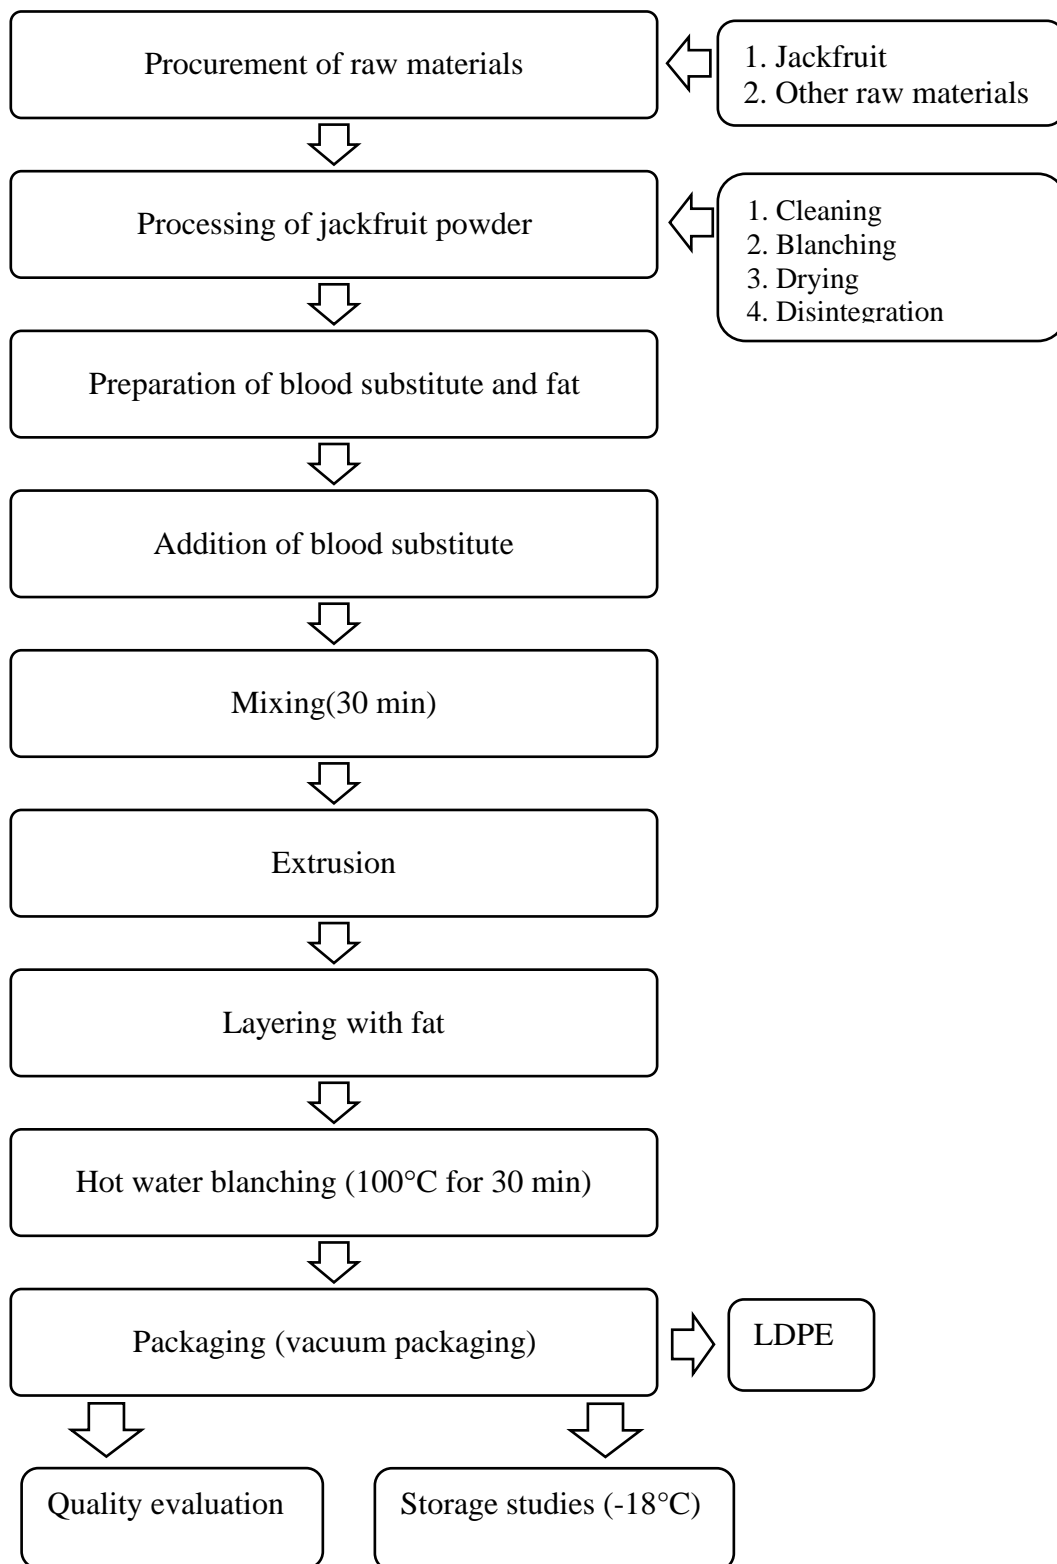 Procurement of raw materials
1. Jackfruit
2. Other raw materials
Processing of jackfruit powder
1. Cleaning
2. Blanching
3. Drying
4. Disintegration
Preparation of blood substitute and fat
Addition of blood substitute
Mixing(30 min)
Extrusion
Layering with fat
Hot water blanching (100°C for 30 min)
Packaging (vacuum packaging)
LDPE
Quality evaluation
Storage studies (-18°C)